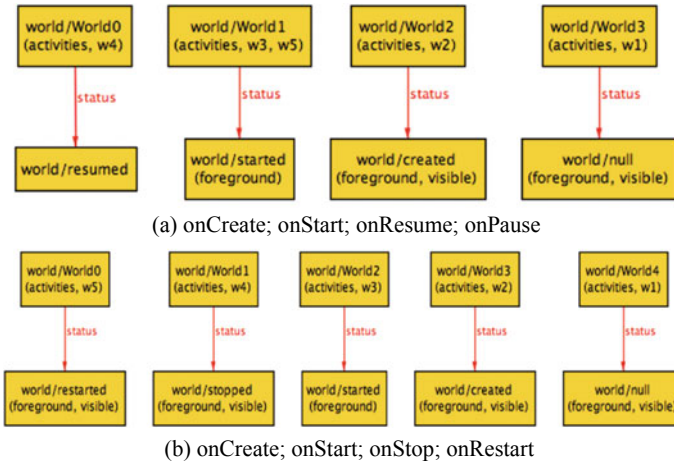 world/World0
(activities, w4)
world/World1
(activities, w3, w5)
world/World2
(activities, w2)
world/World3
(activities, w1)
status
status
status
status
world/resumed
world/started
(foreground)
world/created
(foreground, visible)
world/null
(foreground, visible)
(a) onCreate; onStart; onResume; onPause
world/World0
(activities, w5)
world/World1
(activities, w4)
world/World2
(activities, w3)
world/World3
(activities, w2)
world/World4
(activities, w1)
status
status
status
status
status
world/restarted
(foreground, visible)
world/stopped
(foreground, visible)
world/started
(foreground)
world/created
(foreground, visible)
world/null
(foreground, visible)
(b) onCreate; onStart; onStop; onRestart